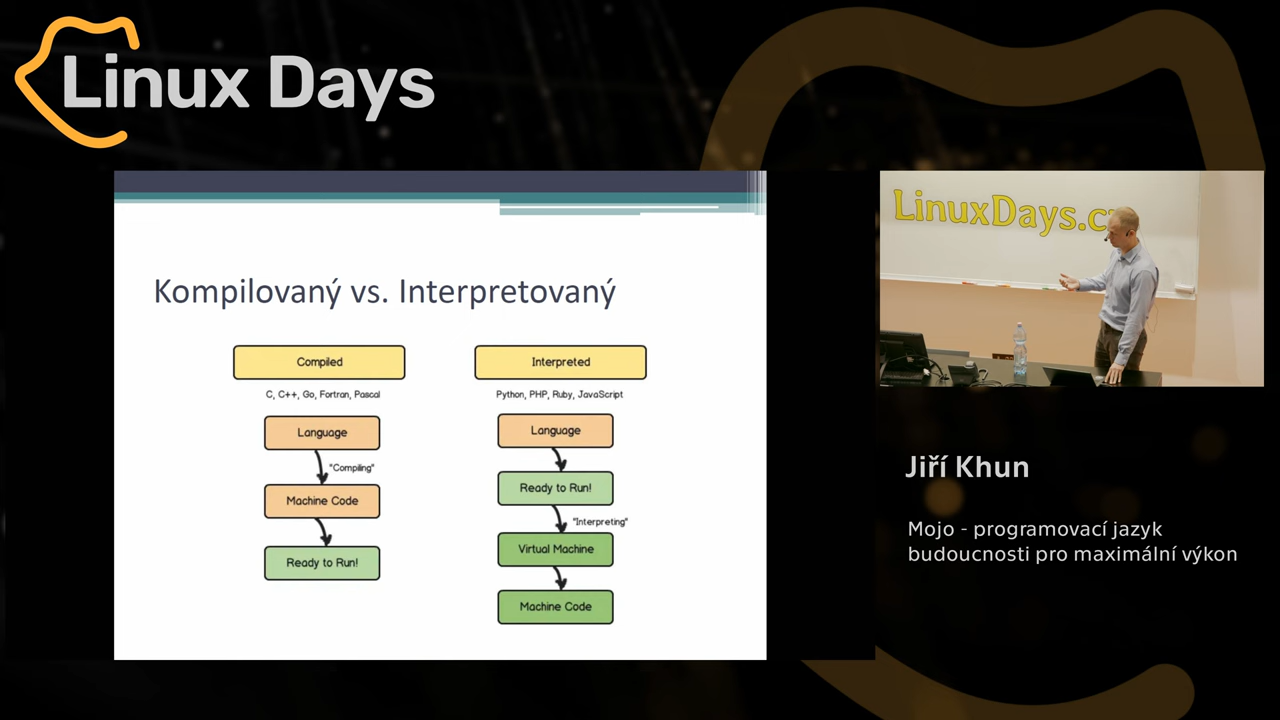 Linux Days
Kompilovaný vs. Interpretovaný
Compiled
C, C++, Go, Fortran, Pascal
Language
"Compiling"
Machine Code
Ready to Run!
Interpreted
Python, PHP, Ruby, JavaScript
Language
Ready to Run!
"Interpreting"
Virtual Machine
Machine Code
LinuxDays.c
Jiří Khun
Mojo - programovací jazyk
budoucnosti pro maximální výkon